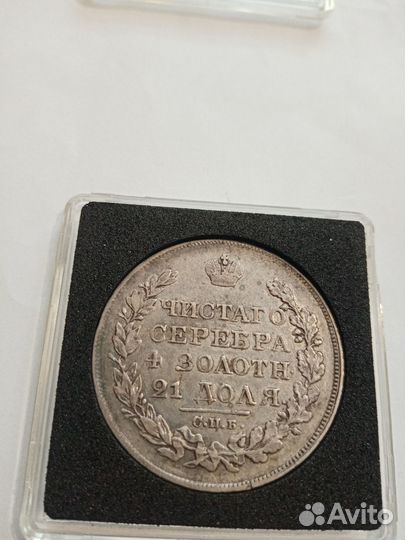 ЧИСТАГО
СЕРЕБРА
4 ЗОЛОТН.
21 ДОЛЯ
С.П.Б.
Avito